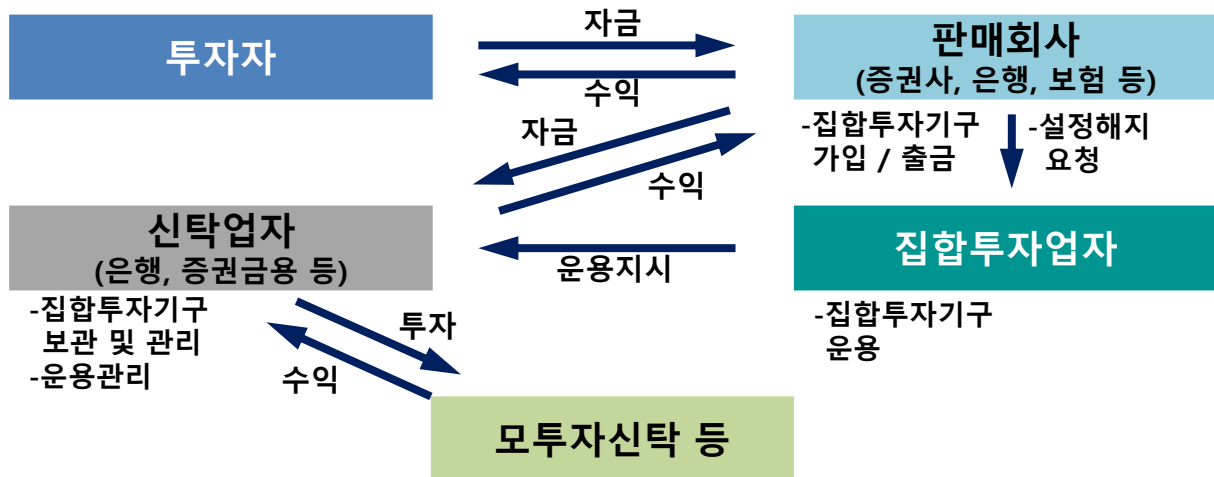 투자자
자금
수익
판매회사
(증권사, 은행, 보험 등)
-집합투자기구
가입 / 출금
-설정해지
요청
자금
수익
신탁업자
(은행, 증권금용 등)
-집합투자기구
보관 및 관리
-운용관리
운용지시
집합투자업자
-집합투자기구
운용
투자
수익
모투자신탁 등